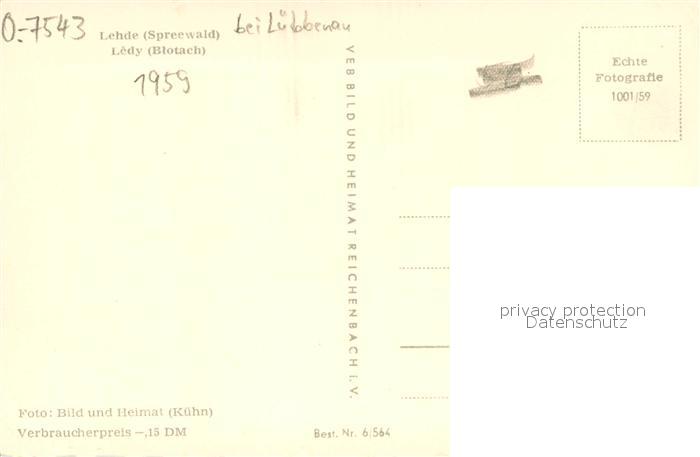 O-7543
Lehde (Spreewald)
bei Lübbenau
Lědy (Błotach)
1959
VEB BILD UND HEIMAT REICHENBACH i. V.
Echte
Fotografie
1001/59
privacy protection
Datenschutz
Foto: Bild und Heimat (Kühn)
Verbraucherpreis —,15 DM
Best. Nr. 6/564